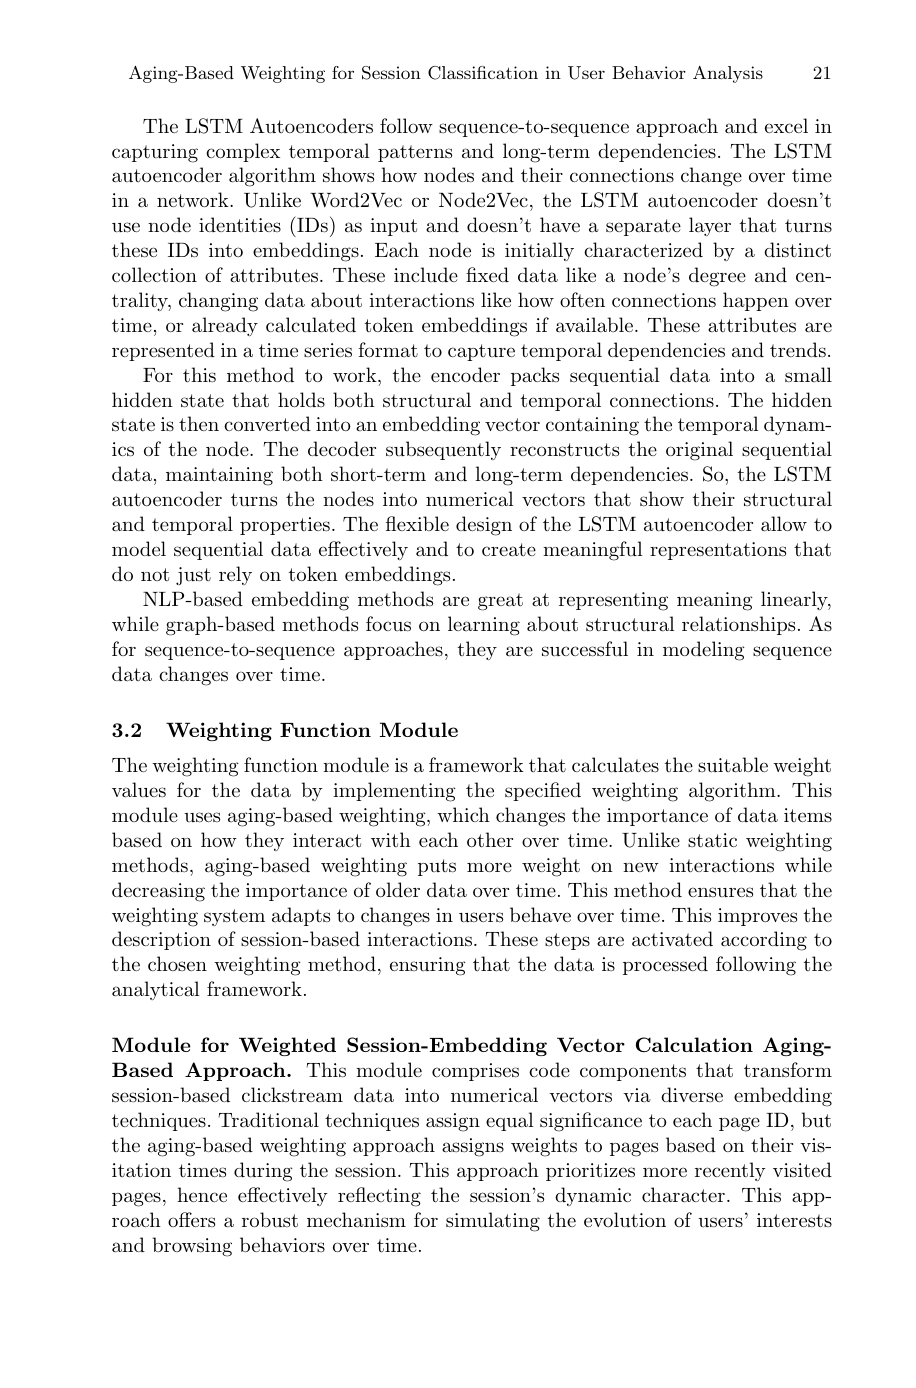 Aging-Based Weighting for Session Classification in User Behavior Analysis 21
The LSTM Autoencoders follow sequence-to-sequence approach and excel in
capturing complex temporal patterns and long-term dependencies. The LSTM
autoencoder algorithm shows how nodes and their connections change over time
in a network. Unlike Word2Vec or Node2Vec, the LSTM autoencoder doesn't
use node identities (IDs) as input and doesn't have a separate layer that turns
these IDs into embeddings. Each node is initially characterized by a distinct
collection of attributes. These include fixed data like a node's degree and cen-
trality, changing data about interactions like how often connections happen over
time, or already calculated token embeddings if available. These attributes are
represented in a time series format to capture temporal dependencies and trends.
For this method to work, the encoder packs sequential data into a small
hidden state that holds both structural and temporal connections. The hidden
state is then converted into an embedding vector containing the temporal dynam-
ics of the node. The decoder subsequently reconstructs the original sequential
data, maintaining both short-term and long-term dependencies. So, the LSTM
autoencoder turns the nodes into numerical vectors that show their structural
and temporal properties. The flexible design of the LSTM autoencoder allow to
model sequential data effectively and to create meaningful representations that
do not just rely on token embeddings.
NLP-based embedding methods are great at representing meaning linearly,
while graph-based methods focus on learning about structural relationships. As
for sequence-to-sequence approaches, they are successful in modeling sequence
data changes over time.
3.2 Weighting Function Module
The weighting function module is a framework that calculates the suitable weight
values for the data by implementing the specified weighting algorithm. This
module uses aging-based weighting, which changes the importance of data items
based on how they interact with each other over time. Unlike static weighting
methods, aging-based weighting puts more weight on new interactions while
decreasing the importance of older data over time. This method ensures that the
weighting system adapts to changes in users behave over time. This improves the
description of session-based interactions. These steps are activated according to
the chosen weighting method, ensuring that the data is processed following the
analytical framework.
Module for Weighted Session-Embedding Vector Calculation Aging-
Based Approach. This module comprises code components that transform
session-based clickstream data into numerical vectors via diverse embedding
techniques. Traditional techniques assign equal significance to each page ID, but
the aging-based weighting approach assigns weights to pages based on their vis-
itation times during the session. This approach prioritizes more recently visited
pages, hence effectively reflecting the session's dynamic character. This app-
roach offers a robust mechanism for simulating the evolution of users' interests
and browsing behaviors over time.